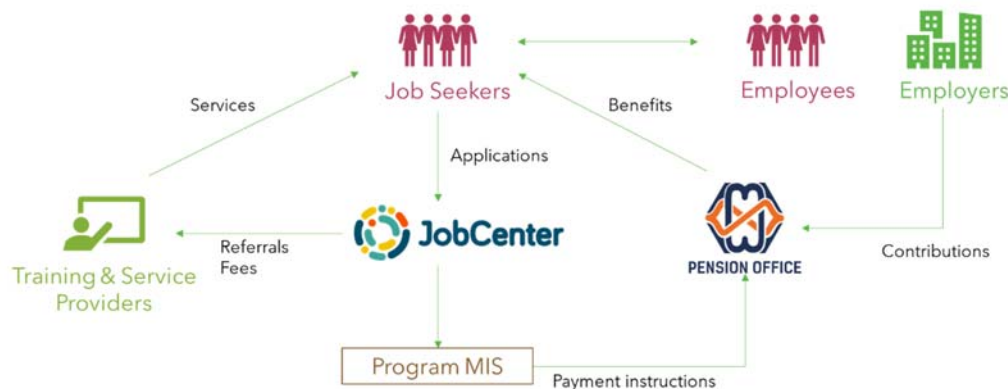 Job Seekers
Employees
Employers
Services
Benefits
Applications
JobCenter
PENSION OFFICE
Contributions
Referrals
Fees
Training & Service
Providers
Program MIS
Payment instructions